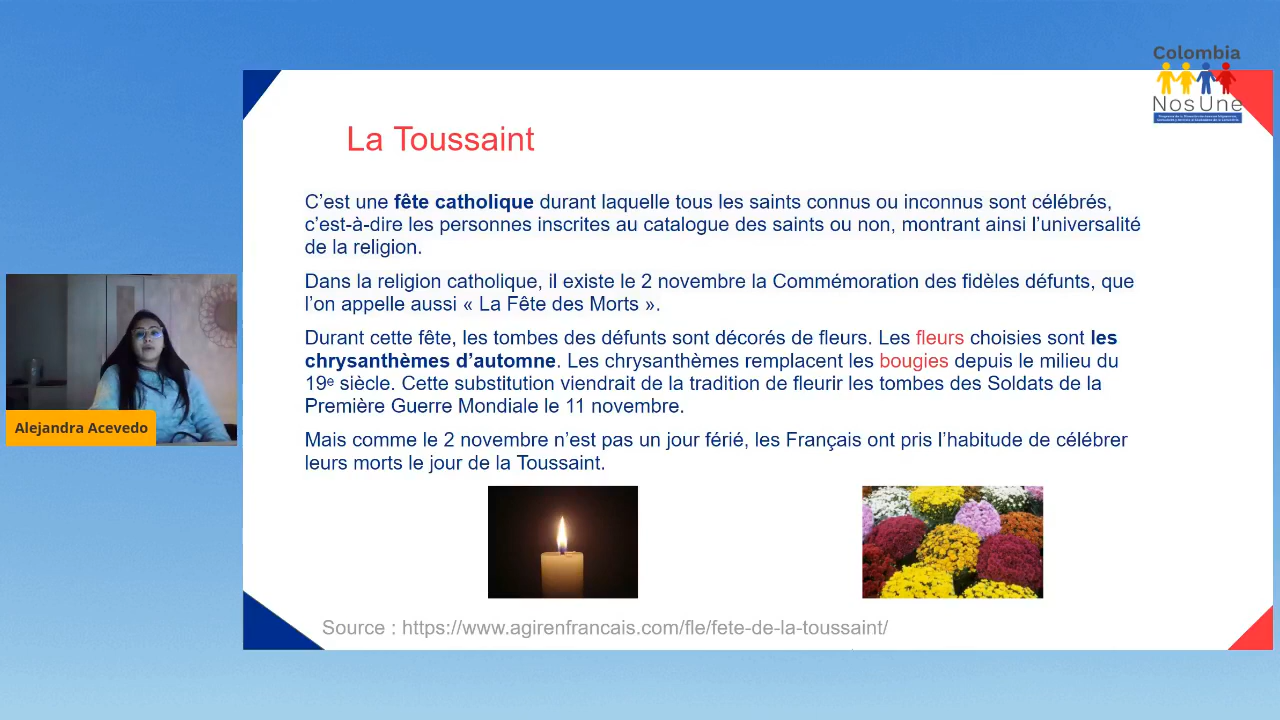 Colombia
NosUne
La Toussaint
C’est une fête catholique durant laquelle tous les saints connus ou inconnus sont célébrés,
c’est-à-dire les personnes inscrites au catalogue des saints ou non, montrant ainsi l’universalité
de la religion.
Dans la religion catholique, il existe le 2 novembre la Commémoration des fidèles défunts, que
l’on appelle aussi « La Fête des Morts ».
Durant cette fête, les tombes des défunts sont décorés de fleurs. Les fleurs choisies sont les
chrysanthèmes d’automne. Les chrysanthèmes remplacent les bougies depuis le milieu du
19e siècle. Cette substitution viendrait de la tradition de fleurir les tombes des Soldats de la
Première Guerre Mondiale le 11 novembre.
Mais comme le 2 novembre n’est pas un jour férié, les Français ont pris l’habitude de célébrer
leurs morts le jour de la Toussaint.
Alejandra Acevedo
Source : https://www.agirenfrancais.com/fle/fete-de-la-toussaint/